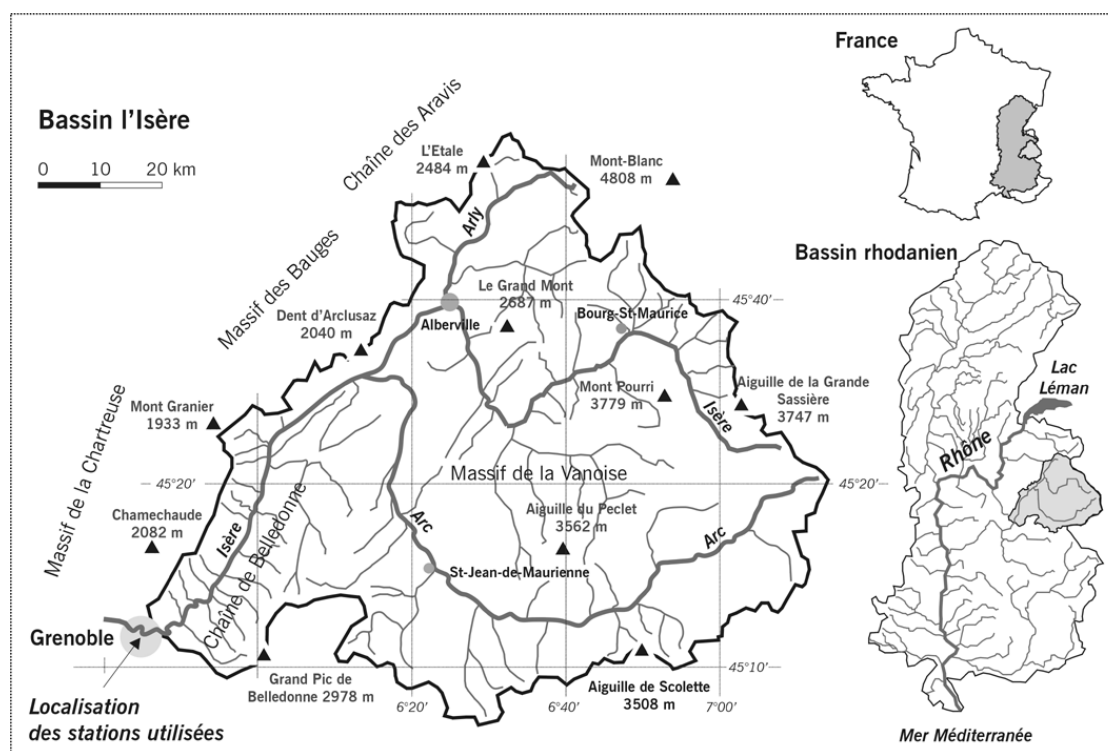 Bassin l'Isère
0 10 20 km
Chaîne des Aravis
L'Etale
2484 m
Mont-Blanc
4808 m
Arly
Massif des Bauges
Le Grand Mont
2687 m
45°40'
Dent d'Arclusaz
2040 m
Alberville
Bourg-St-Maurice
Mont Pourri
3779 m
Aiguille de la Grande
Sassière
3747 m
Isère
Mont Granier
1933 m
Massif de la Chartreuse
45°20'
Massif de la Vanoise
45°20'
Chamechaude
2082 m
Isère
Chaîne de Belledonne
Arc
Aiguille du Peclet
3562 m
Arc
St-Jean-de-Maurienne
Grenoble
Localisation
des stations utilisées
Grand Pic de
Belledonne 2978 m
Aiguille de Scolette
3508 m
45°10'
6°20'
6°40'
7°00'
France
Bassin rhodanien
Lac
Léman
Rhône
Mer Méditerranée